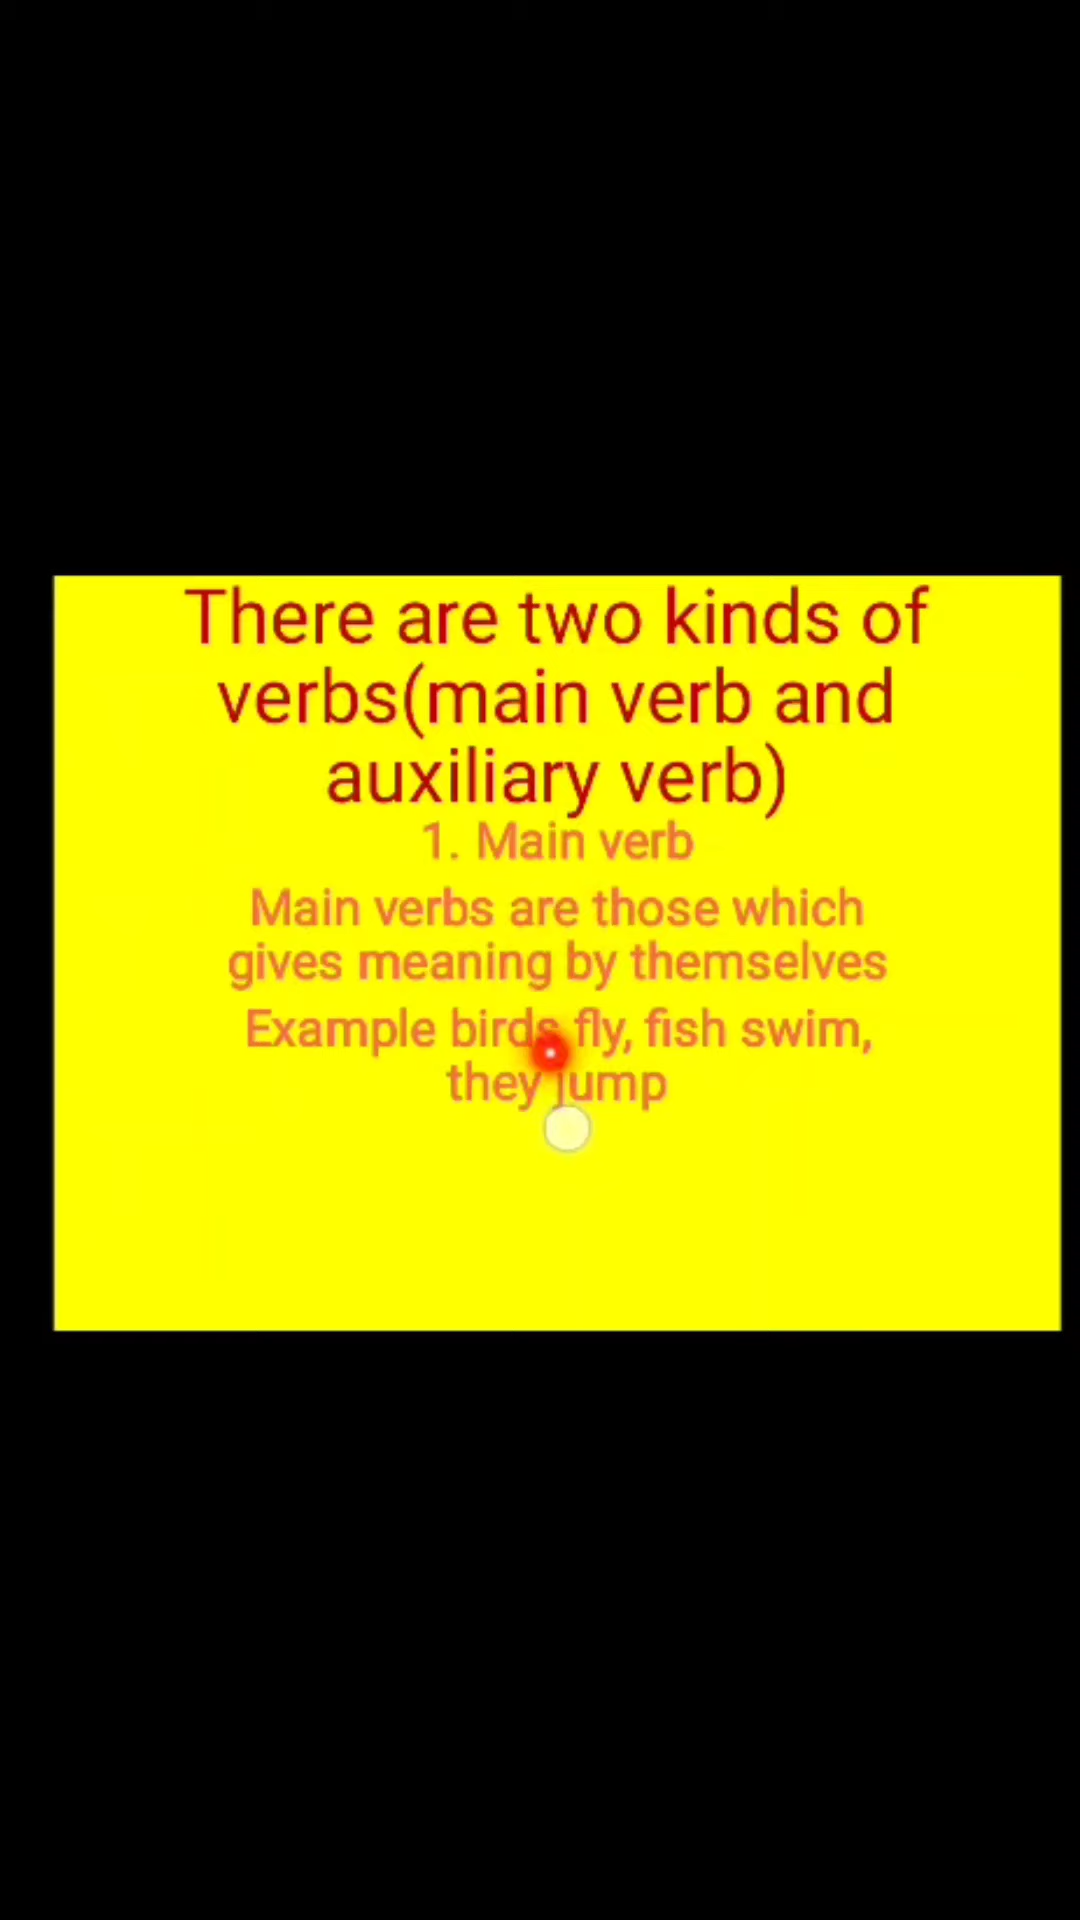 There are two kinds of
verbs(main verb and
auxiliary verb)
1. Main verb
Main verbs are those which
gives meaning by themselves
Example birds fly, fish swim,
they jump